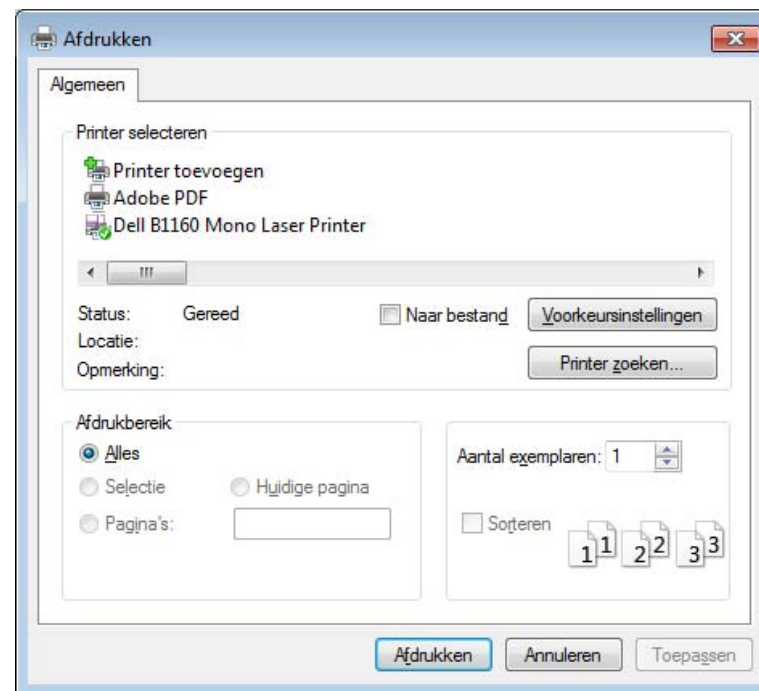 Afdrukken
Algemeen
Printer selecteren
Printer toevoegen
Adobe PDF
Dell B1160 Mono Laser Printer
Status: Gereed Naar bestand Voorkeursinstellingen
Locatie:
Opmerking: Printer zoeken...
Afdrukbereik
Alles
Selectie Huidige pagina
Pagina's:
Aantal exemplaren: 1
Sorteren
1 1 2 2 3 3
Afdrukken Annuleren Toepassen